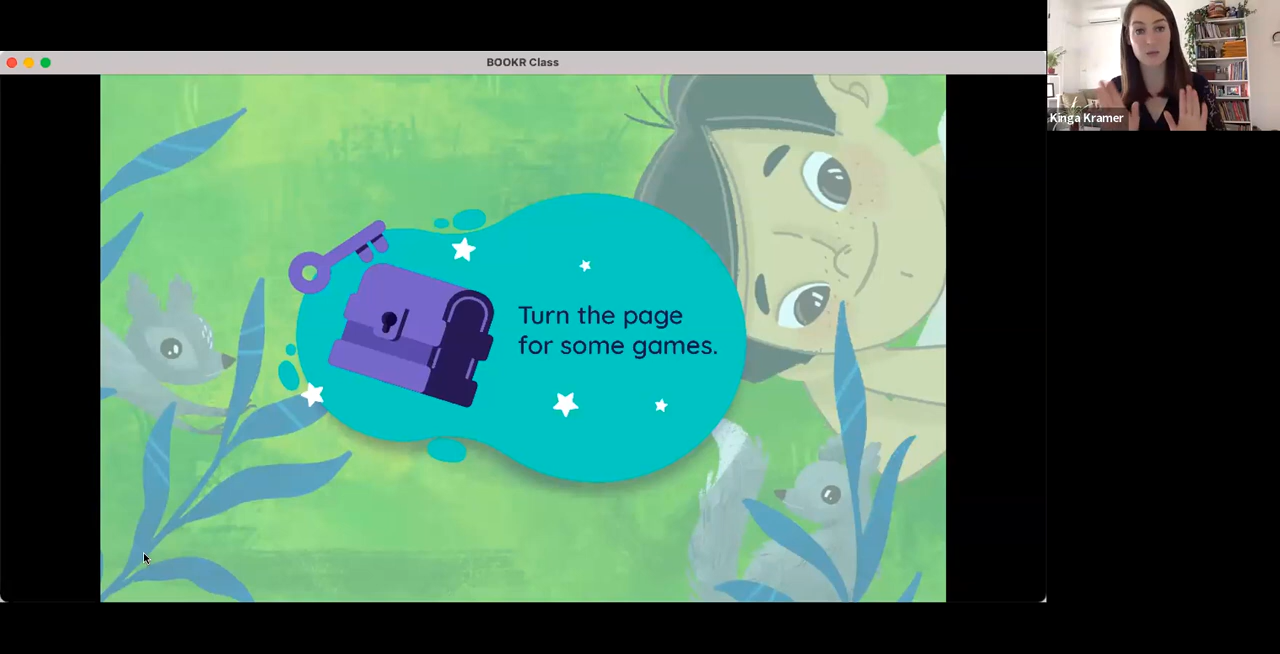 BOOKR Class
Kinga Kramer
Turn the page
for some games.